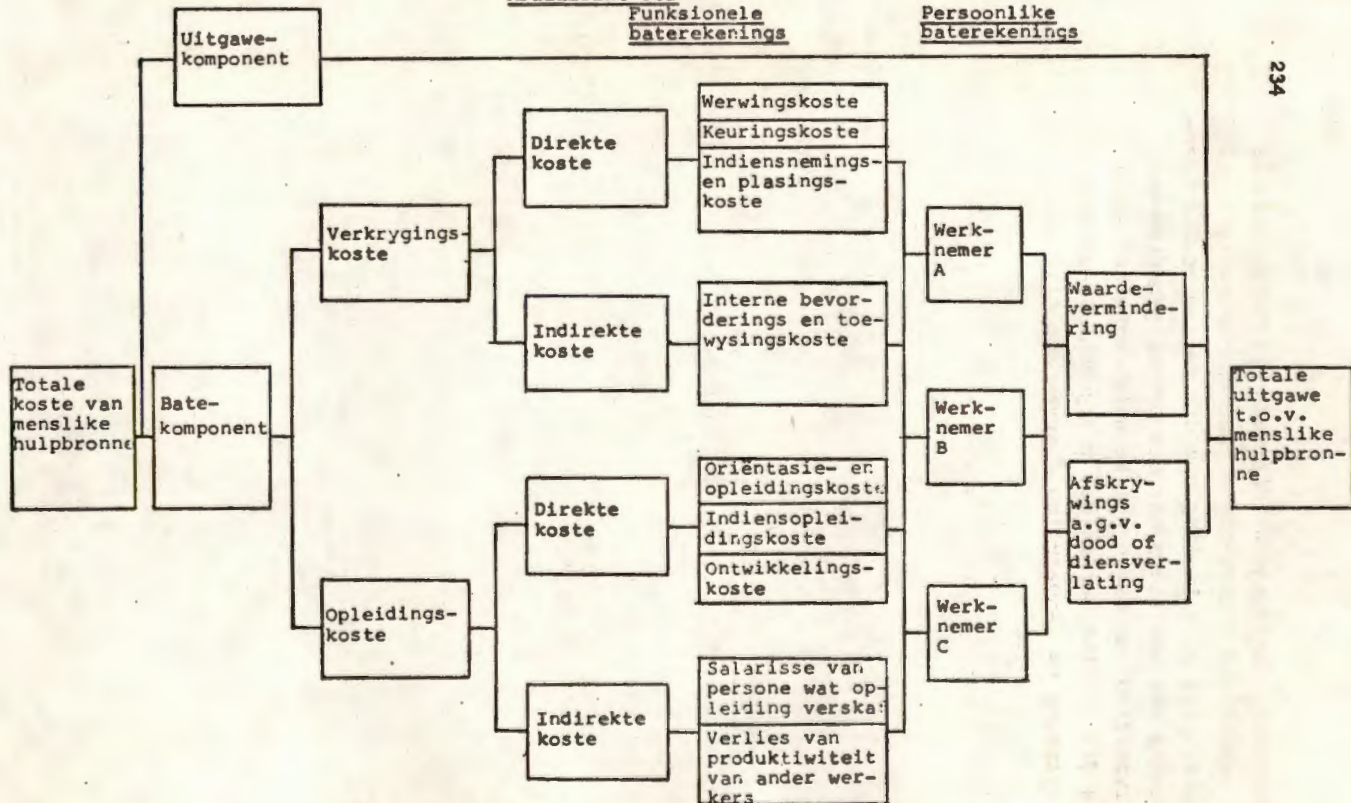 Funksionele
baterekenings
Persoonlike
baterekenings
234
Uitgawe-
komponent
Totale
koste van
menslike
hulpbronne
Bate-
komponent
Verkrygings-
koste
Opleidings-
koste
Direkte
koste
Indirekte
koste
Direkte
koste
Indirekte
koste
Werwingskoste
Keuringskoste
Indiensnemings-
en plasings-
koste
Interne bevor-
derings en toe-
wysingskoste
Oriëntasie- en
opleidingskoste
Indiensoplei-
dingskoste
Ontwikkelings-
koste
Salarisse van
persone wat op-
leiding verskaf
Verlies van
produktiwiteit
van ander wer-
kers
Werk-
nemer
A
Werk-
nemer
B
Werk-
nemer
C
Waarde-
verminde-
ring
Afskry-
wings
a.g.v.
dood of
diensver-
lating
Totale
uitgawe
t.o.v.
menslike
hulpbron-
ne